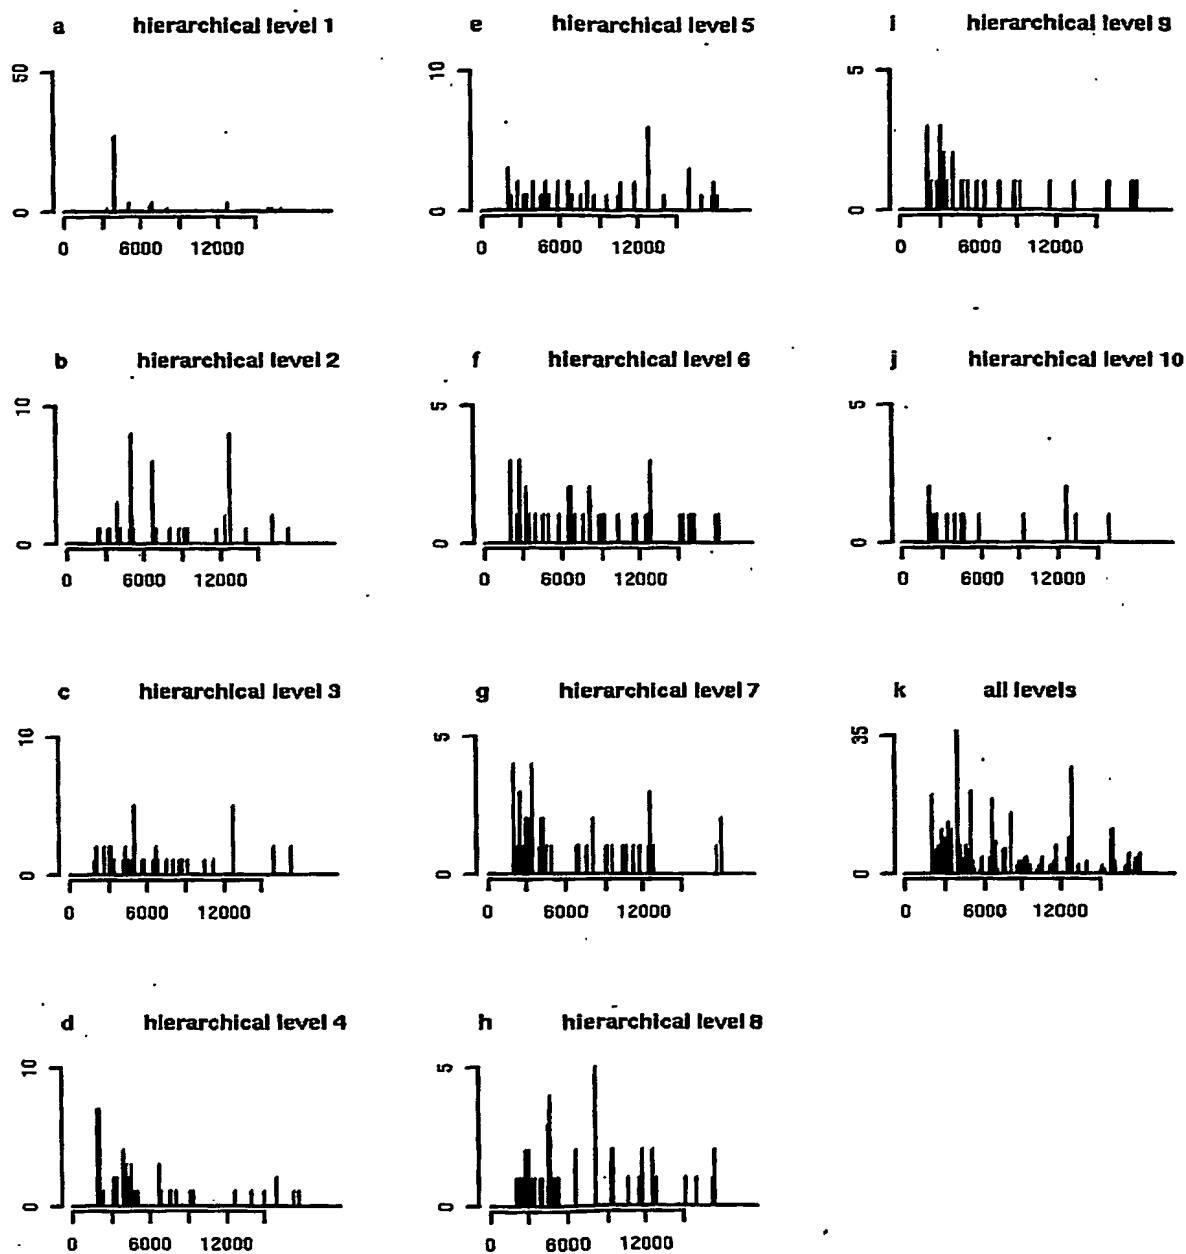 a hierarchical level 1
50
0
0 6000 12000
b hierarchical level 2
10
0
0 6000 12000
c hierarchical level 3
10
0
0 6000 12000
d hierarchical level 4
10
0
0 6000 12000
e hierarchical level 5
10
0
0 6000 12000
f hierarchical level 6
5
0
0 6000 12000
g hierarchical level 7
5
0
0 6000 12000
h hierarchical level 8
5
0
0 6000 12000
i hierarchical level 9
5
0
0 6000 12000
j hierarchical level 10
5
0
0 6000 12000
k all levels
35
0
0 6000 12000